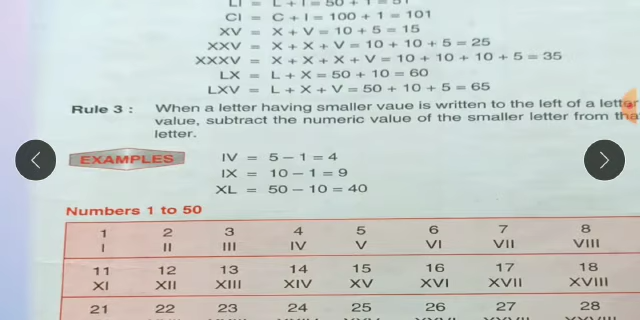 LI = L + I = 50 + 1 = 51
CI = C + I = 100 + 1 = 101
XV = X + V = 10 + 5 = 15
XXV = X + X + V = 10 + 10 + 5 = 25
XXXV = X + X + X + V = 10 + 10 + 10 + 5 = 35
LX = L + X = 50 + 10 = 60
LXV = L + X + V = 50 + 10 + 5 = 65
Rule 3 : When a letter having smaller vaue is written to the left of a letter
value, subtract the numeric value of the smaller letter from
letter.
EXAMPLES
IV = 5 – 1 = 4
IX = 10 – 1 = 9
XL = 50 – 10 = 40
Numbers 1 to 50
1 2 3 4 5 6 7 8
I II III IV V VI VII VIII
11 12 13 14 15 16 17 18
XI XII XIII XIV XV XVI XVII XVIII
21 22 23 24 25 26 27 28